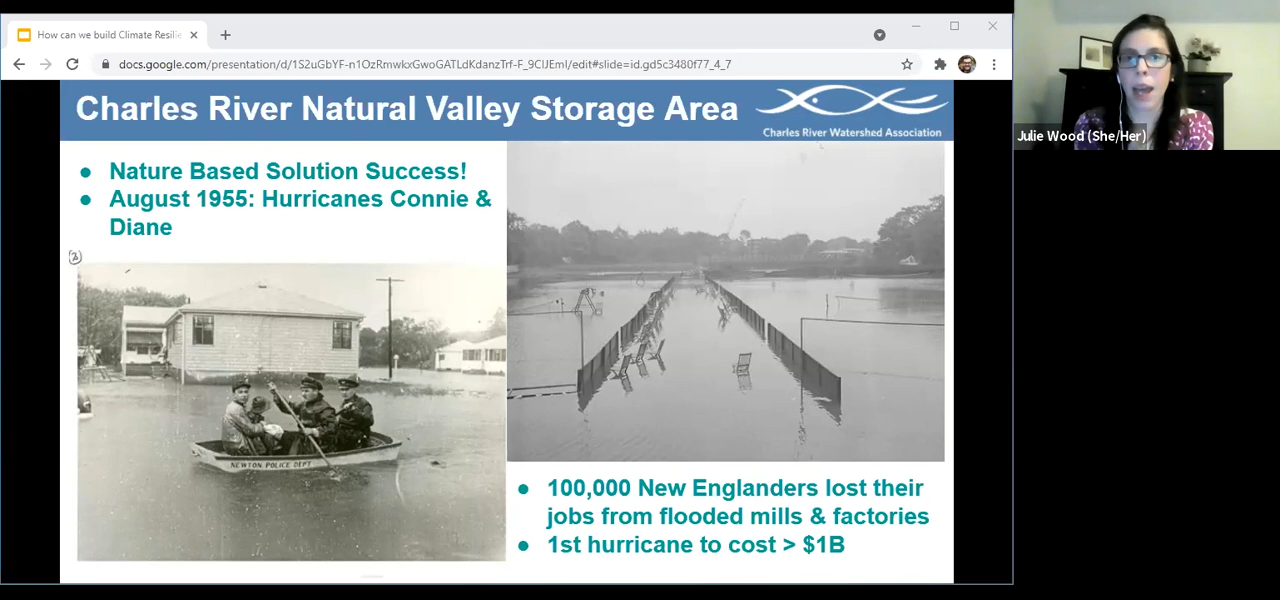 How can we build Climate Resilie
docs.google.com/presentation/d/1S2uGbYF-n1OzRnwkxGwoGATLdKdanzTrf-F_9ClJEmI/edit#slide=id.gd5c3480f77_4_7
Julie Wood (She/Her)
Charles River Natural Valley Storage Area
Charles River Watershed Association
● Nature Based Solution Success!
● August 1955: Hurricanes Connie &
Diane
2
NEWTON POLICE DEPT
● 100,000 New Englanders lost their
jobs from flooded mills & factories
● 1st hurricane to cost > $1B